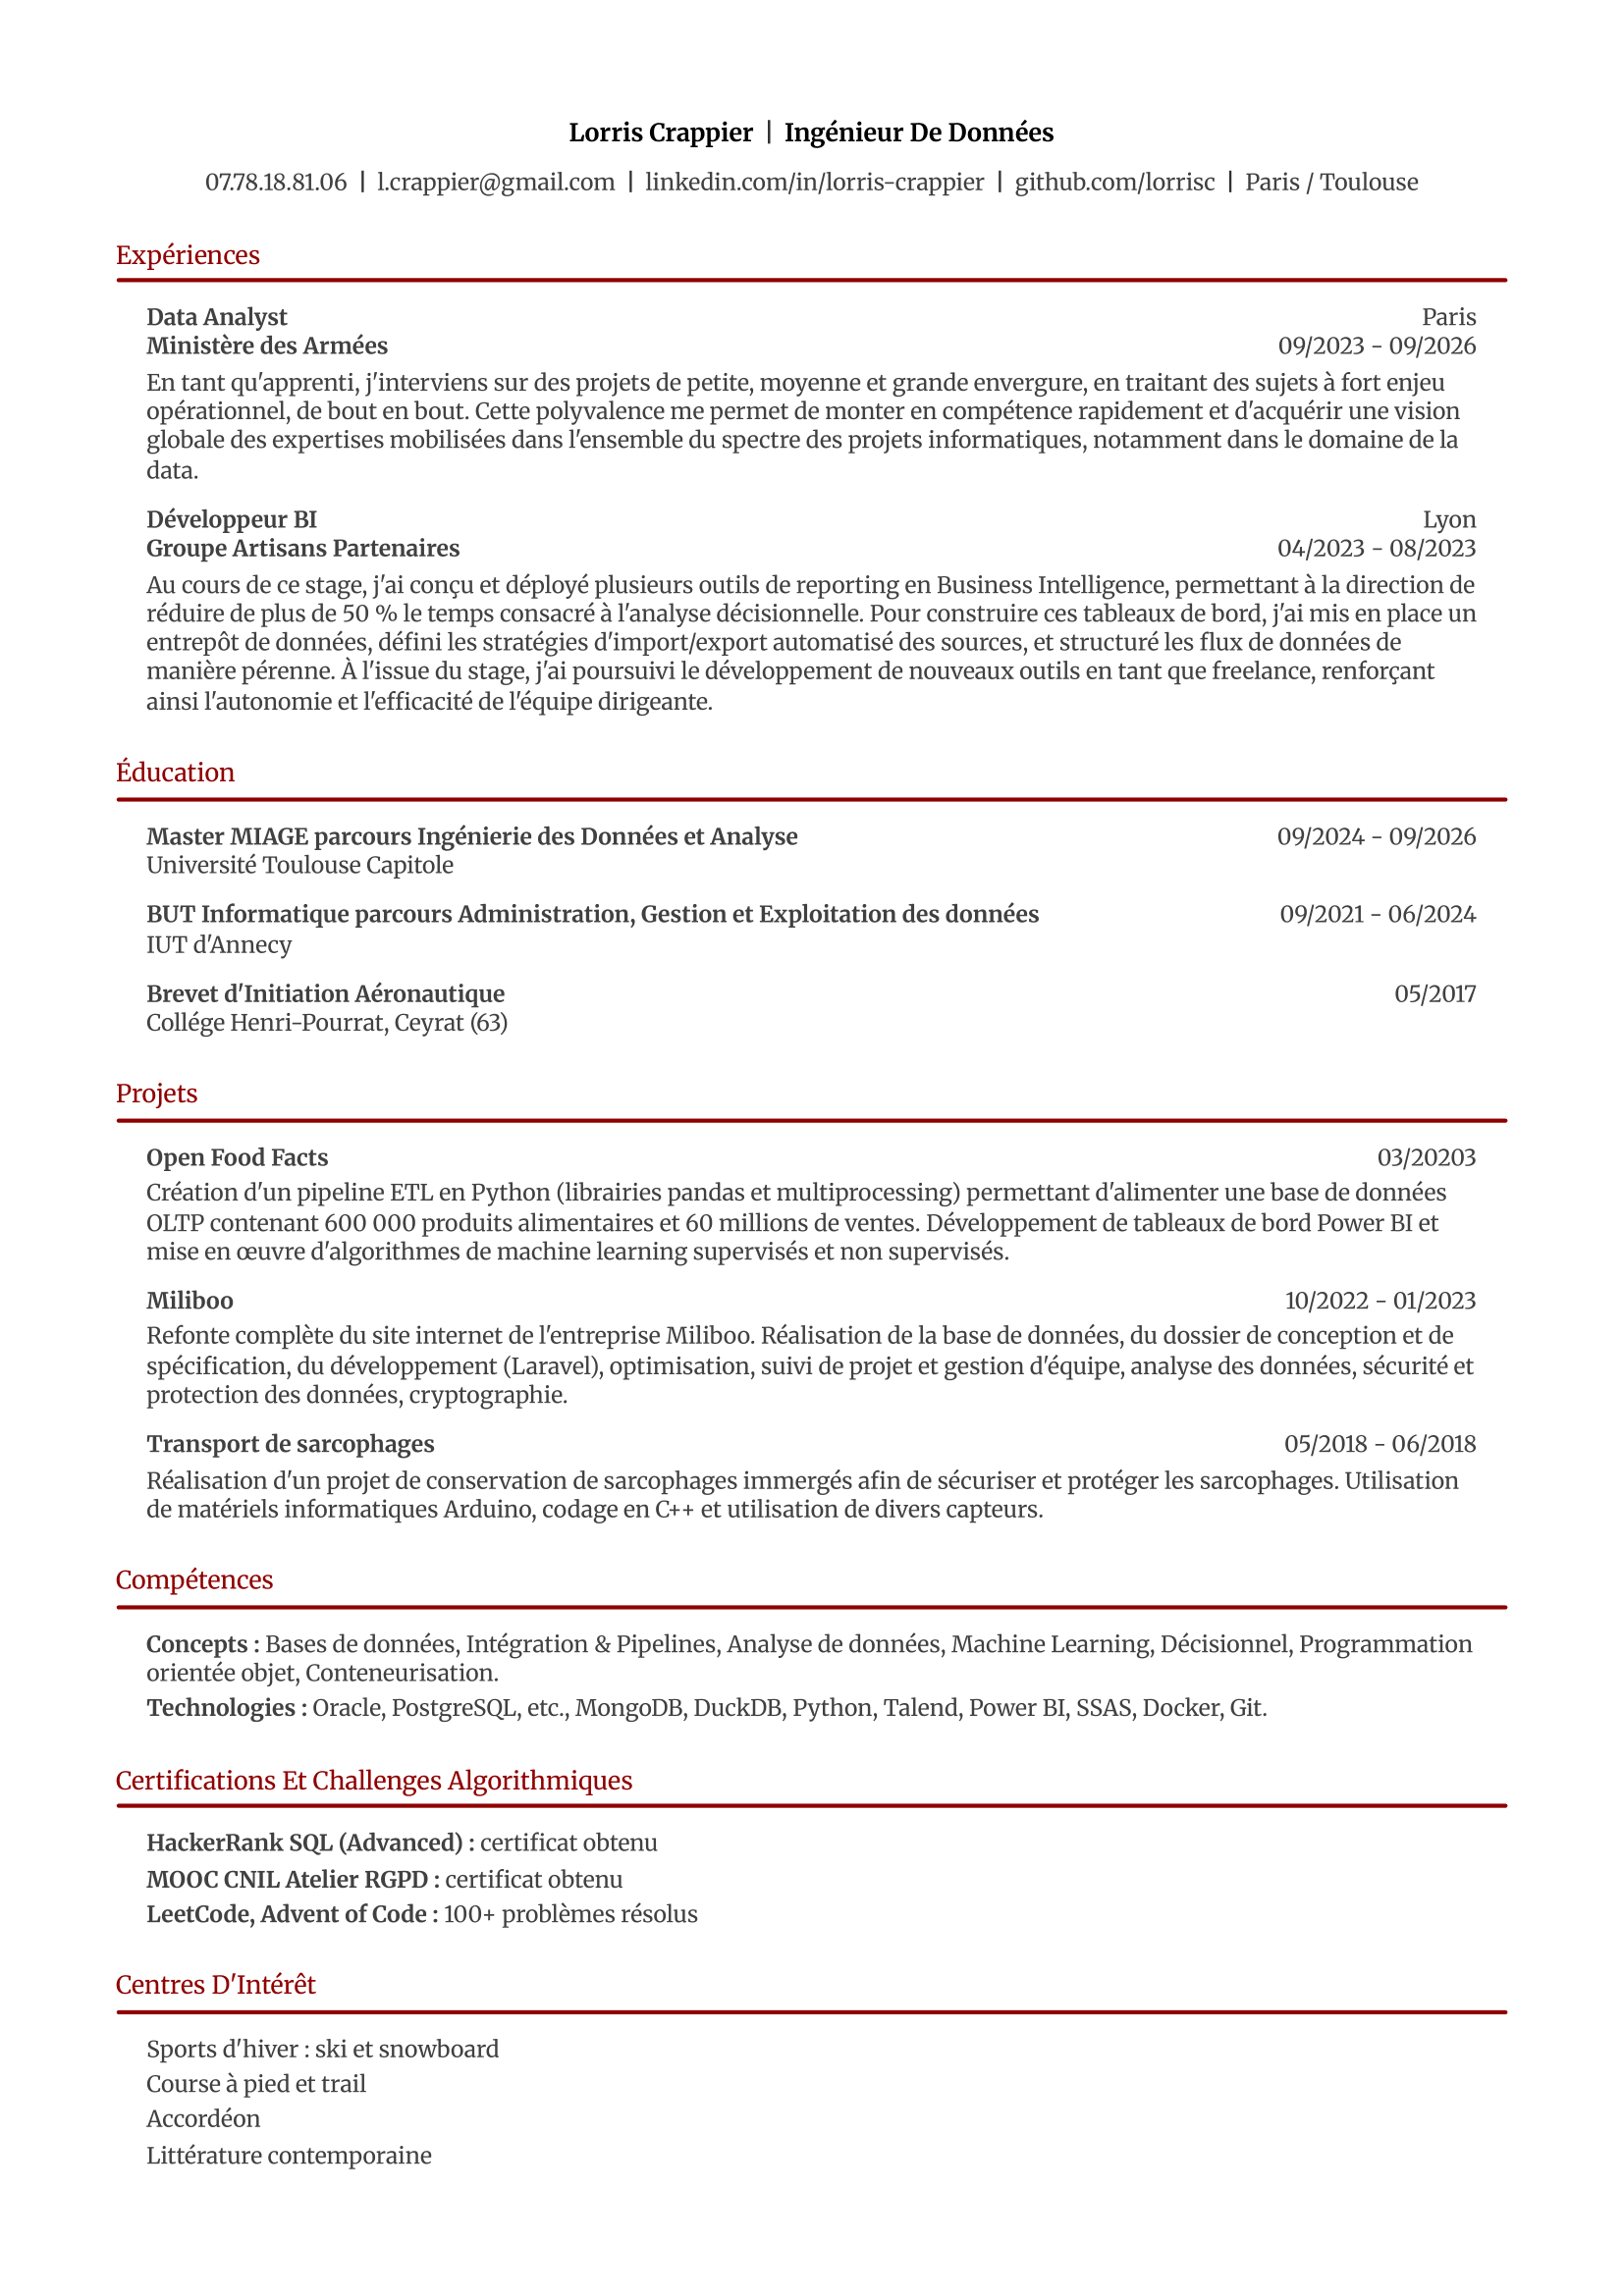 Lorris Crappier | Ingénieur De Données
07.78.18.81.06 | l.crappier@gmail.com | linkedin.com/in/lorris-crappier | github.com/lorrisc | Paris / Toulouse
Expériences
Data Analyst Paris
Ministère des Armées 09/2023 - 09/2026
En tant qu'apprenti, j'interviens sur des projets de petite, moyenne et grande envergure, en traitant des sujets à fort enjeu
opérationnel, de bout en bout. Cette polyvalence me permet de monter en compétence rapidement et d'acquérir une vision
globale des expertises mobilisées dans l'ensemble du spectre des projets informatiques, notamment dans le domaine de la
data.
Développeur BI Lyon
Groupe Artisans Partenaires 04/2023 - 08/2023
Au cours de ce stage, j'ai conçu et déployé plusieurs outils de reporting en Business Intelligence, permettant à la direction de
réduire de plus de 50 % le temps consacré à l'analyse décisionnelle. Pour construire ces tableaux de bord, j'ai mis en place un
entrepôt de données, défini les stratégies d'import/export automatisé des sources, et structuré les flux de données de
manière pérenne. À l'issue du stage, j'ai poursuivi le développement de nouveaux outils en tant que freelance, renforçant
ainsi l'autonomie et l'efficacité de l'équipe dirigeante.
Éducation
Master MIAGE parcours Ingénierie des Données et Analyse 09/2024 - 09/2026
Université Toulouse Capitole
BUT Informatique parcours Administration, Gestion et Exploitation des données 09/2021 - 06/2024
IUT d'Annecy
Brevet d'Initiation Aéronautique 05/2017
Collége Henri-Pourrat, Ceyrat (63)
Projets
Open Food Facts 03/20203
Création d'un pipeline ETL en Python (librairies pandas et multiprocessing) permettant d'alimenter une base de données
OLTP contenant 600 000 produits alimentaires et 60 millions de ventes. Développement de tableaux de bord Power BI et
mise en œuvre d'algorithmes de machine learning supervisés et non supervisés.
Miliboo 10/2022 - 01/2023
Refonte complète du site internet de l'entreprise Miliboo. Réalisation de la base de données, du dossier de conception et de
spécification, du développement (Laravel), optimisation, suivi de projet et gestion d'équipe, analyse des données, sécurité et
protection des données, cryptographie.
Transport de sarcophages 05/2018 - 06/2018
Réalisation d'un projet de conservation de sarcophages immergés afin de sécuriser et protéger les sarcophages. Utilisation
de matériels informatiques Arduino, codage en C++ et utilisation de divers capteurs.
Compétences
Concepts : Bases de données, Intégration & Pipelines, Analyse de données, Machine Learning, Décisionnel, Programmation
orientée objet, Conteneurisation.
Technologies : Oracle, PostgreSQL, etc., MongoDB, DuckDB, Python, Talend, Power BI, SSAS, Docker, Git.
Certifications Et Challenges Algorithmiques
HackerRank SQL (Advanced) : certificat obtenu
MOOC CNIL Atelier RGPD : certificat obtenu
LeetCode, Advent of Code : 100+ problèmes résolus
Centres D'Intérêt
Sports d'hiver : ski et snowboard
Course à pied et trail
Accordéon
Littérature contemporaine